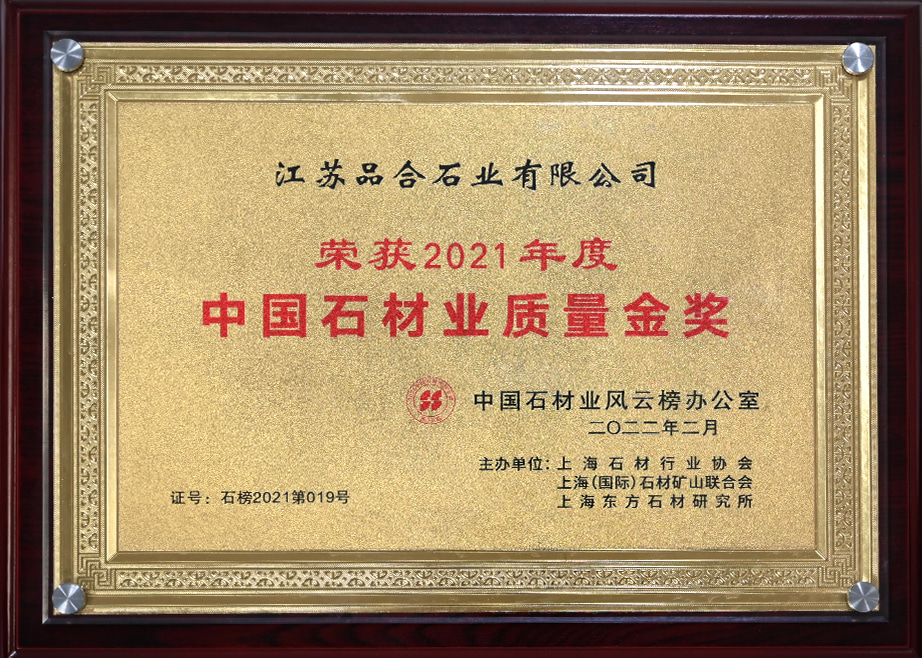 江苏品合石业有限公司
荣获2021年度
中国石材业质量金奖
中国石材业风云榜办公室
二〇二二年二月
主办单位：上海石材行业协会
上海(国际)石材矿山联合会
上海东方石材研究所
证号：石榜2021第019号